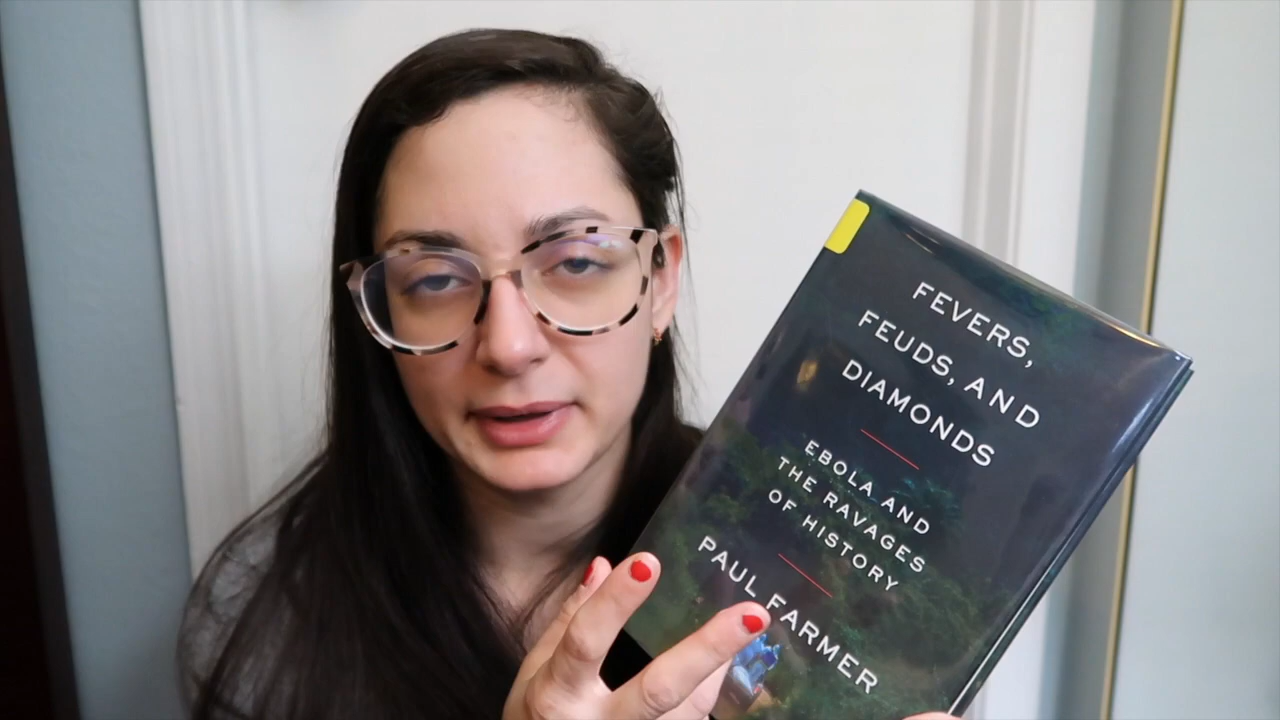 FEVERS,
FEUDS, AND
DIAMONDS
EBOLA AND
THE RAVAGES
OF HISTORY
PAUL FARMER